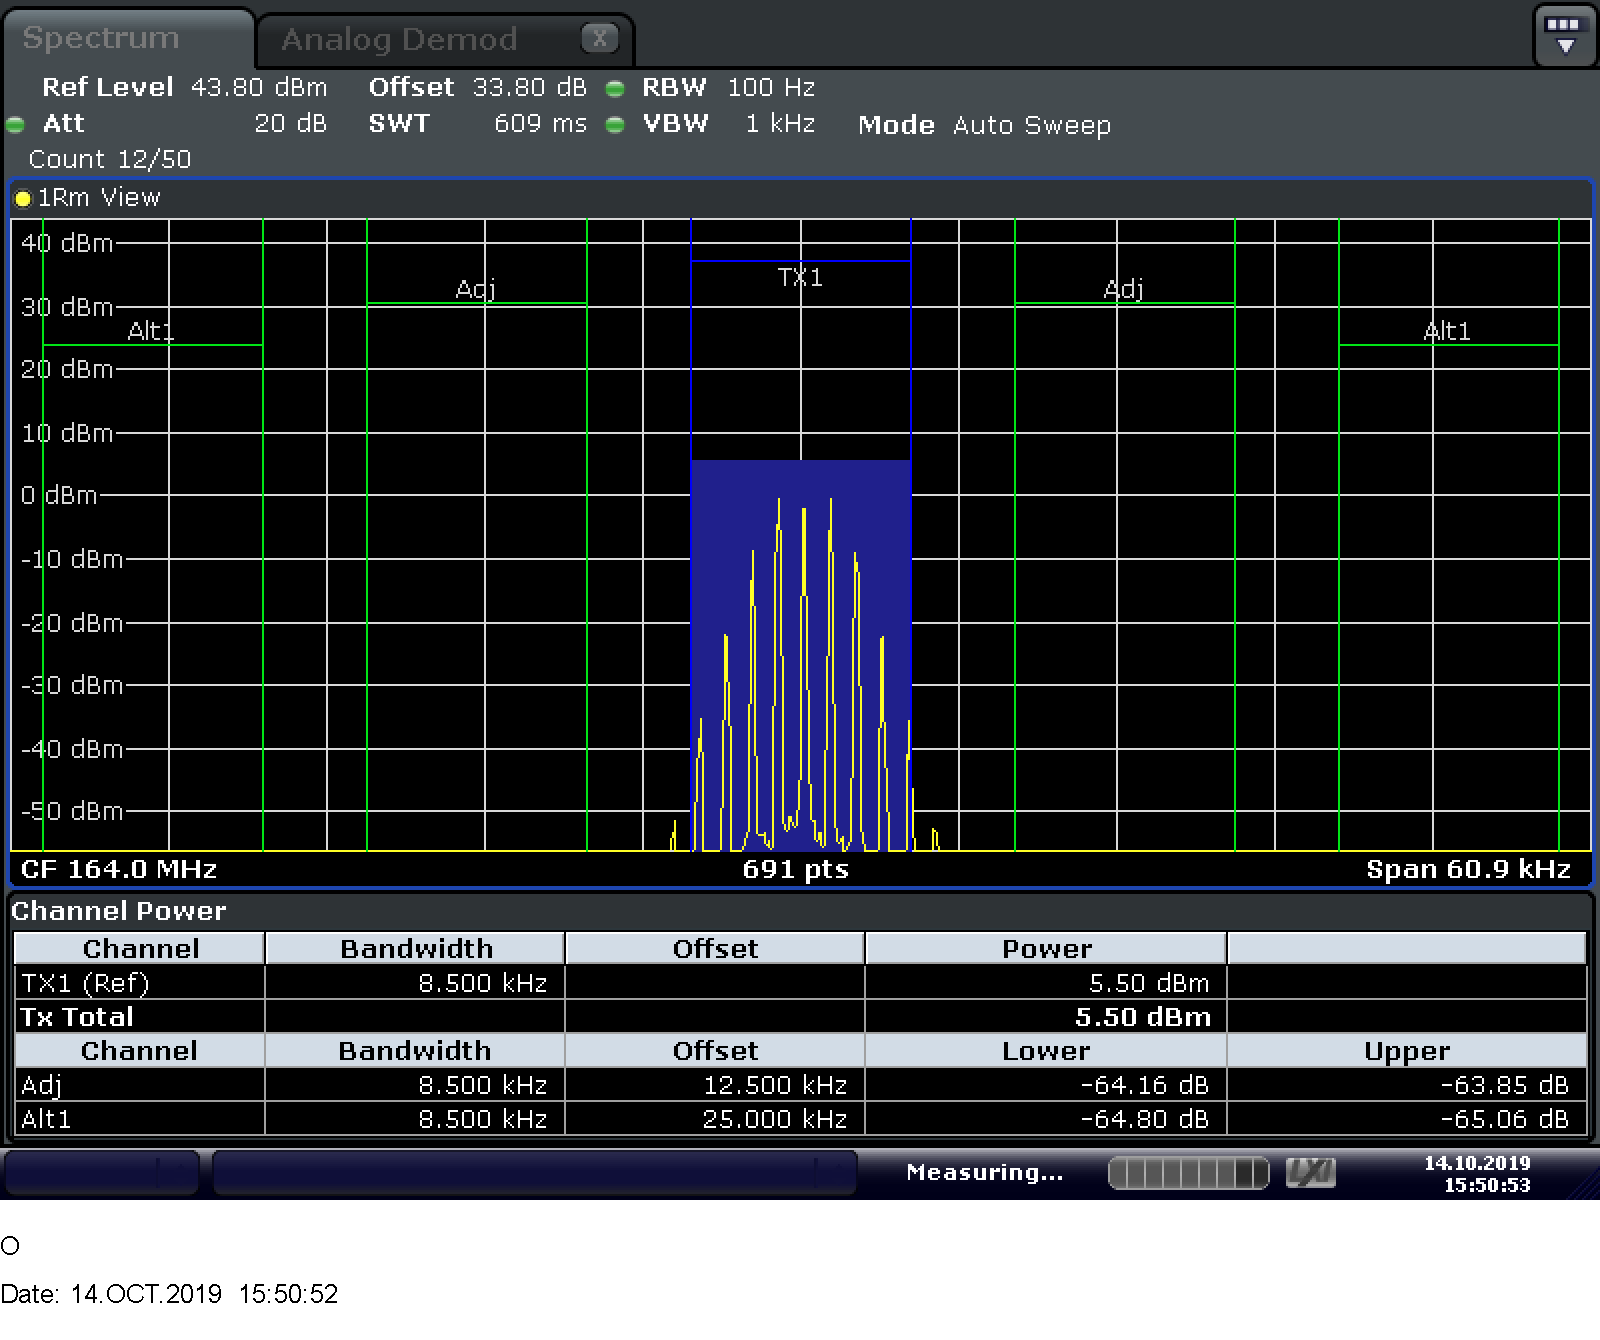 Spectrum Analog Demod X
Ref Level 43.80 dBm Offset 33.80 dB RBW 100 Hz
Att 20 dB SWT 609 ms VBW 1 kHz Mode Auto Sweep
Count 12/50
1Rm View
40 dBm
TX1
Adj Adj
30 dBm
Alt1 Alt1
20 dBm
10 dBm
0 dBm
-10 dBm
-20 dBm
-30 dBm
-40 dBm
-50 dBm
CF 164.0 MHz 691 pts Span 60.9 kHz
Channel Power
Channel Bandwidth Offset Power
TX1 (Ref) 8.500 kHz 5.50 dBm
Tx Total 5.50 dBm
Channel Bandwidth Offset Lower Upper
Adj 8.500 kHz 12.500 kHz -64.16 dB -63.85 dB
Alt1 8.500 kHz 25.000 kHz -64.80 dB -65.06 dB
Measuring... LXI 14.10.2019
15:50:53
O
Date: 14.OCT.2019 15:50:52